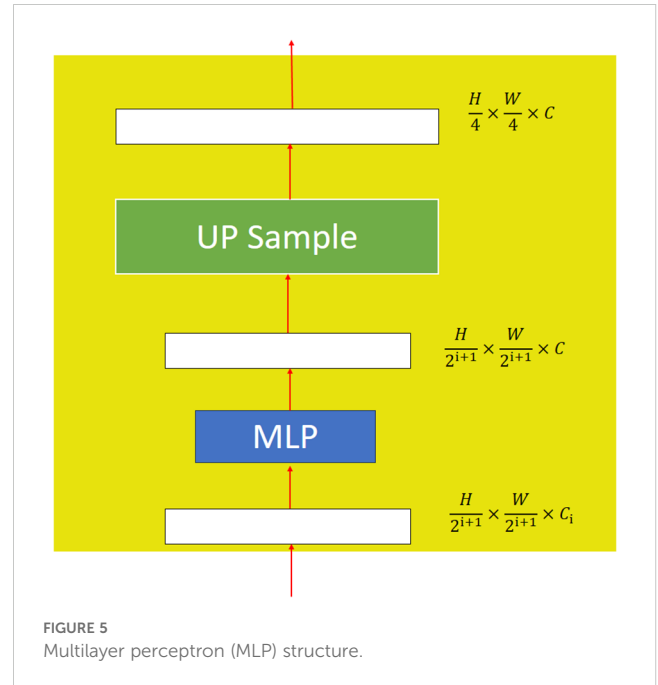 H/4 × W/4 × C
UP Sample
H/2^{i+1} × W/2^{i+1} × C
MLP
H/2^{i+1} × W/2^{i+1} × C_i
FIGURE 5
Multilayer perceptron (MLP) structure.